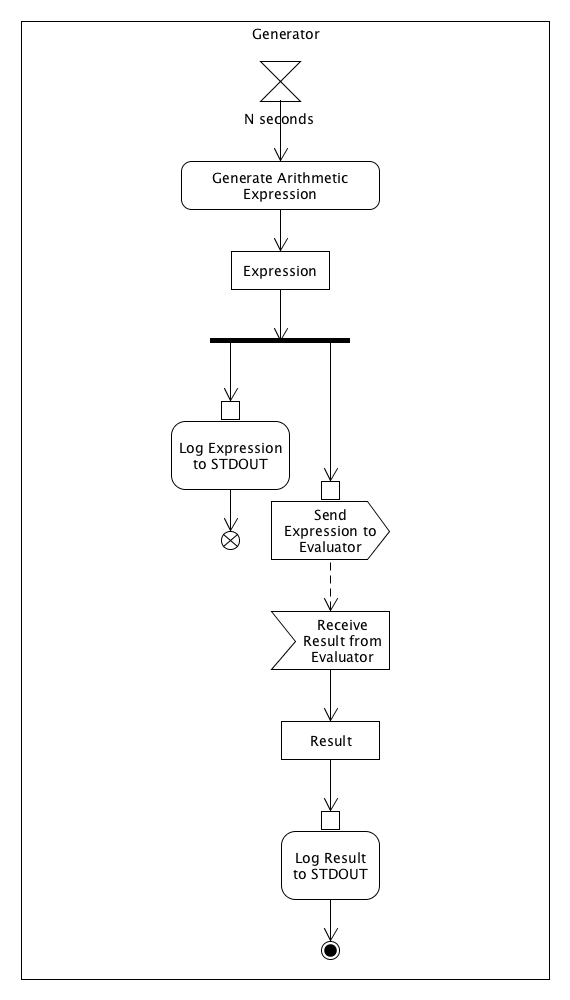 Generator
N seconds
Generate Arithmetic
Expression
Expression
Log Expression
to STDOUT
Send
Expression to
Evaluator
Receive
Result from
Evaluator
Result
Log Result
to STDOUT